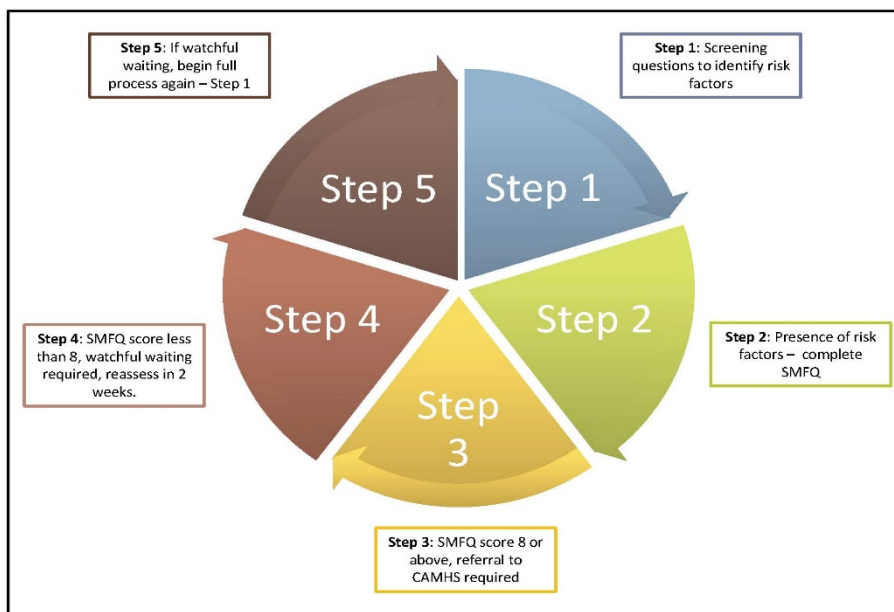 Step 5: If watchful
waiting, begin full
process again – Step 1
Step 1: Screening
questions to identify risk
factors
Step 5
Step 1
Step 4
Step 2
Step
3
Step 4: SMFQ score less
than 8, watchful waiting
required, reassess in 2
weeks.
Step 2: Presence of risk
factors – complete
SMFQ
Step 3: SMFQ score 8 or
above, referral to
CAMHS required